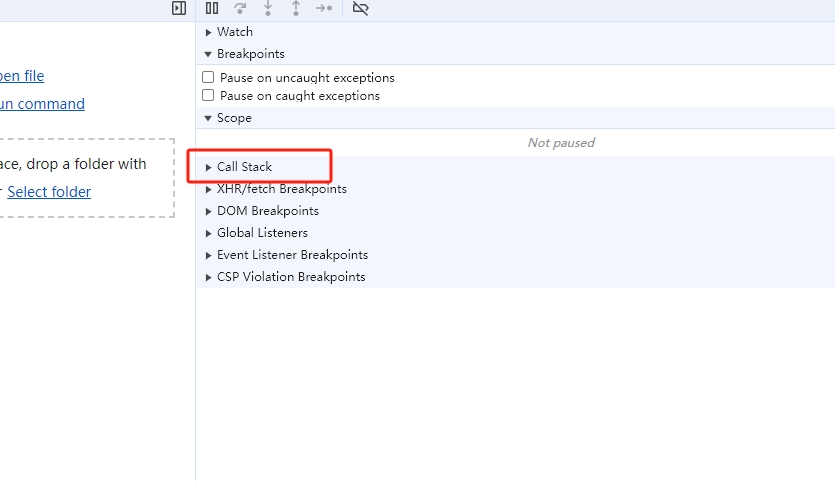 Watch
Breakpoints
en file
Pause on uncaught exceptions
un command
Pause on caught exceptions
Scope
Not paused
ace, drop a folder with
Call Stack
Select folder
XHR/fetch Breakpoints
DOM Breakpoints
Global Listeners
Event Listener Breakpoints
CSP Violation Breakpoints